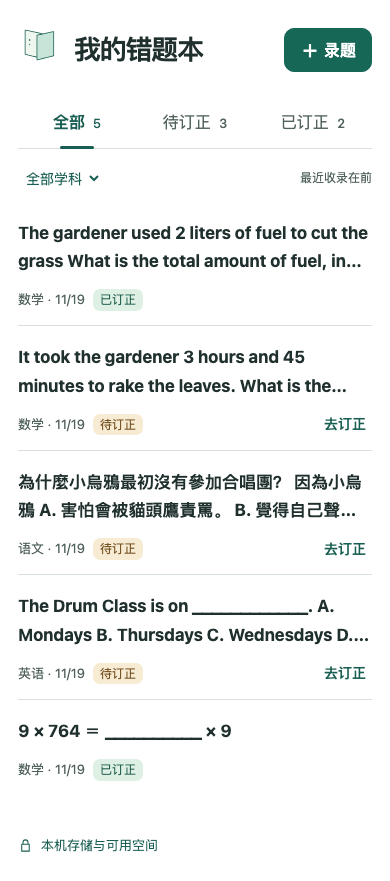 我的错题本
＋ 录题
全部 5
待订正 3
已订正 2
全部学科
最近收录在前
The gardener used 2 liters of fuel to cut the
grass What is the total amount of fuel, in...
数学 · 11/19 已订正
It took the gardener 3 hours and 45
minutes to rake the leaves. What is the...
数学 · 11/19 待订正 去订正
為什麼小烏鴉最初沒有參加合唱團? 因為小烏
鴉 A. 害怕會被貓頭鷹責罵。 B. 覺得自己聲...
语文 · 11/19 待订正 去订正
The Drum Class is on ______________. A.
Mondays B. Thursdays C. Wednesdays D....
英语 · 11/19 待订正 去订正
9 × 764 = ____________ × 9
数学 · 11/19 已订正
本机存储与可用空间